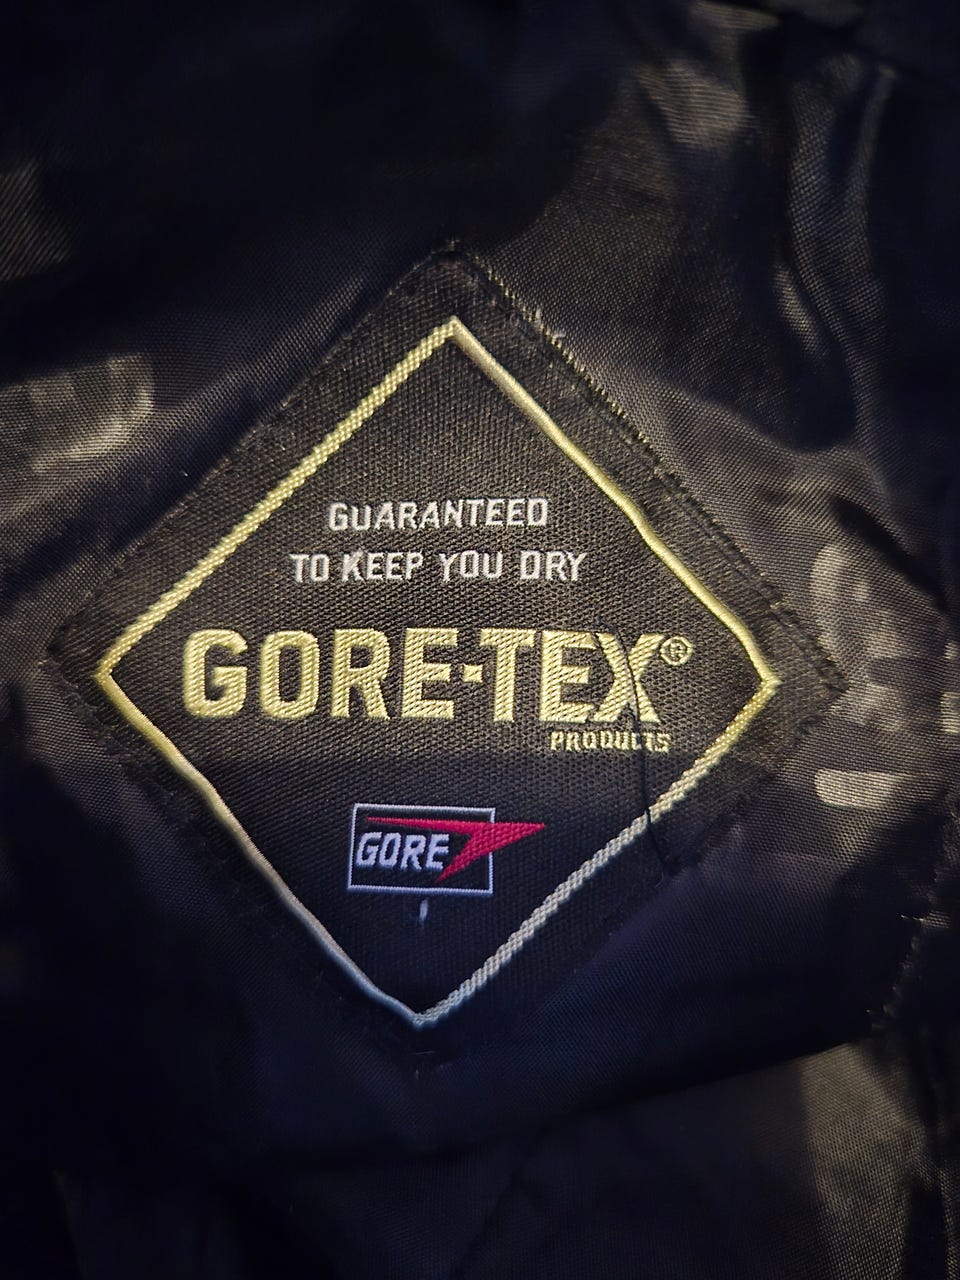 GUARANTEED
TO KEEP YOU DRY
GORE-TEX®
PRODUCTS
GORE